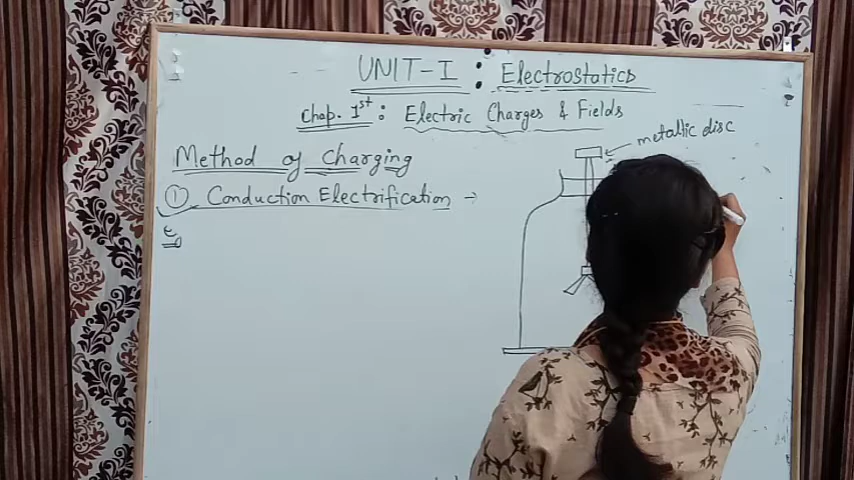 UNIT-I : Electrostatics
Chap. 1st : Electric Charges & Fields
Method of Charging
① Conduction Electrification →
metallic disc